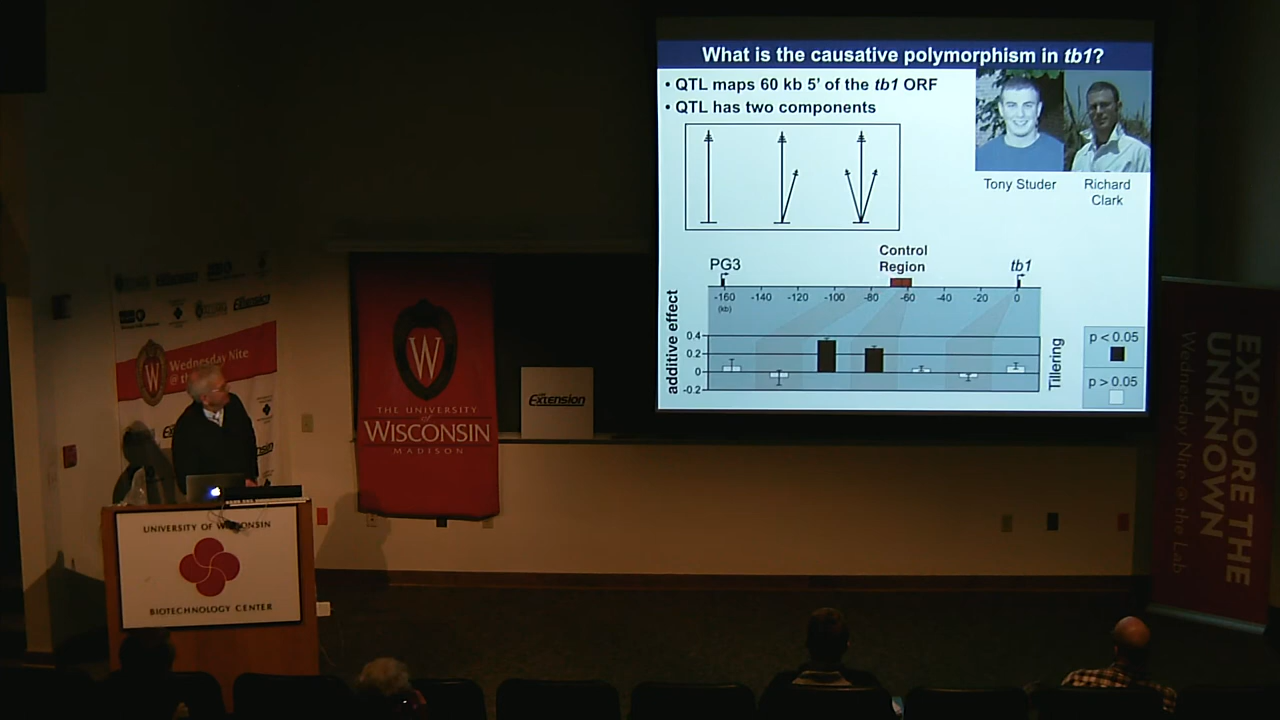 What is the causative polymorphism in tb1?
• QTL maps 60 kb 5’ of the tb1 ORF
• QTL has two components
Tony Studer
Richard
Clark
Control
Region
PG3
tb1
-160 -140 -120 -100 -80 -60 -40 -20 0
(kb)
additive effect
0.4
0.2
0
-0.2
Tillering
p < 0.05
p > 0.05
Wednesday Nite
@ the
W
THE UNIVERSITY
of
WISCONSIN
MADISON
Extension
UNIVERSITY OF WISCONSIN
BIOTECHNOLOGY CENTER
EXPLORE THE
UNKNOWN
Wednesday Nite @ the Lab